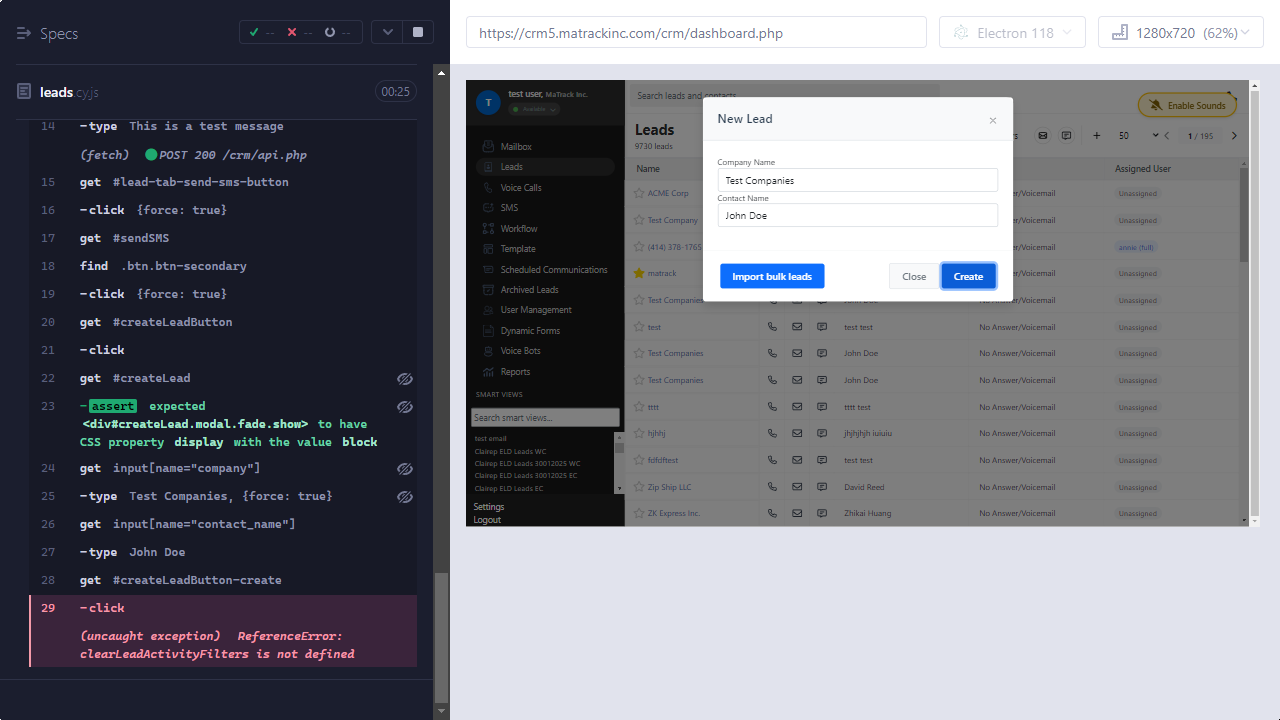 Specs
-- -- --
https://crm5.matrackinc.com/crm/dashboard.php
Electron 118
1280x720 (62%)
leads.cy.js
00:25
14 -type This is a test message
(fetch) POST 200 /crm/api.php
15 get #lead-tab-send-sms-button
16 -click {force: true}
17 get #sendSMS
18 find .btn.btn-secondary
19 -click {force: true}
20 get #createLeadButton
21 -click
22 get #createLead
23 -assert expected
<div#createLead.modal.fade.show> to have
CSS property display with the value block
24 get input[name="company"]
25 -type Test Companies, {force: true}
26 get input[name="contact_name"]
27 -type John Doe
28 get #createLeadButton-create
29 -click
(uncaught exception) ReferenceError:
clearLeadActivityFilters is not defined
T
test user, MaTrack Inc.
Available
Mailbox
Leads
Voice Calls
SMS
Workflow
Template
Scheduled Communications
Archived Leads
User Management
Dynamic Forms
Voice Bots
Reports
SMART VIEWS
Search smart views...
test email
Clairep ELD Leads WC
Clairep ELD Leads 30012025 WC
Clairep ELD Leads 30012025 EC
Clairep ELD Leads EC
Settings
Logout
Search leads and contacts
Enable Sounds
Leads
9730 leads
50
1 / 195
Name
Assigned User
New Lead
×
Company Name
Test Companies
Contact Name
John Doe
Import bulk leads
Close
Create
ACME Corp /Voicemail Unassigned
Test Company /Voicemail Unassigned
(414) 378-1765 /Voicemail annie (full)
matrack /Voicemail Unassigned
Test Companies John Doe No Answer/Voicemail Unassigned
test test test No Answer/Voicemail Unassigned
Test Companies John Doe No Answer/Voicemail Unassigned
Test Companies John Doe No Answer/Voicemail Unassigned
tttt tttt test No Answer/Voicemail Unassigned
hjhhj jhjhjhjh iuiuiu No Answer/Voicemail Unassigned
fdfdftest test test No Answer/Voicemail Unassigned
Zip Ship LLC David Reed No Answer/Voicemail Unassigned
ZK Express Inc. Zhikai Huang No Answer/Voicemail Unassigned